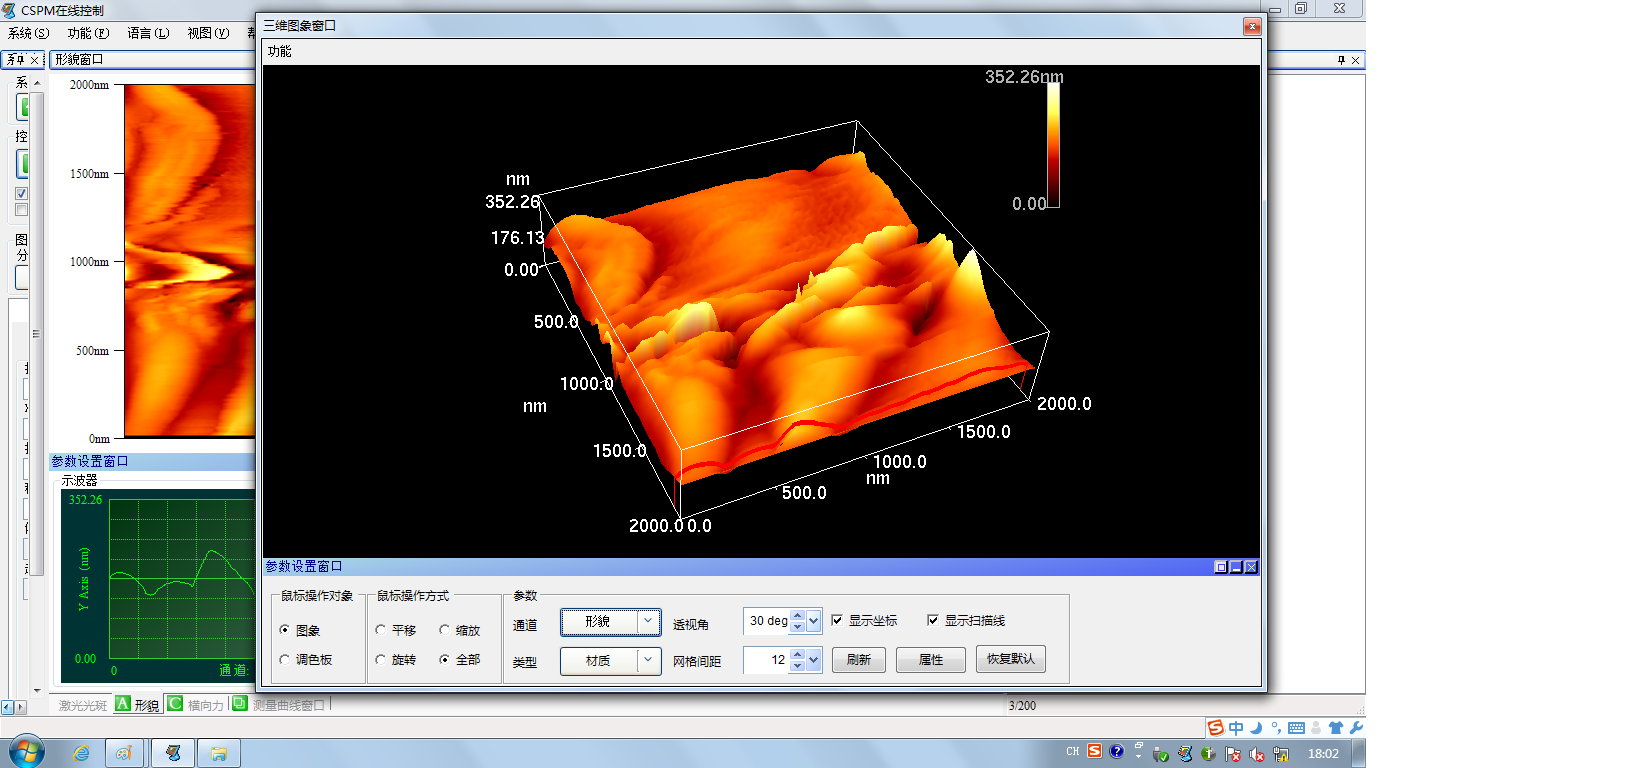 CSPM在线控制
系统(S) 功能(F) 语言(L) 视图(V) 帮
形貌窗口
2000nm
1500nm
1000nm
500nm
0nm
系
控
图
分
参数设置窗口
示波器
352.26
Y Axis (nm)
0.00
0
通道:
激光光斑 A 形貌 C 横向力 测量曲线窗口
3/200
三维图象窗口
功能
352.26nm
0.00
nm
352.26
176.13
0.00
500.0
1000.0
nm
1500.0
2000.0
0.0
500.0
1000.0
nm
1500.0
2000.0
参数设置窗口
鼠标操作对象
图象
调色板
鼠标操作方式
平移 缩放
旋转 全部
参数
通道 形貌 透视角 30 deg 显示坐标 显示扫描线
类型 材质 网格间距 12 刷新 属性 恢复默认
S 中
CH S ? 18:02